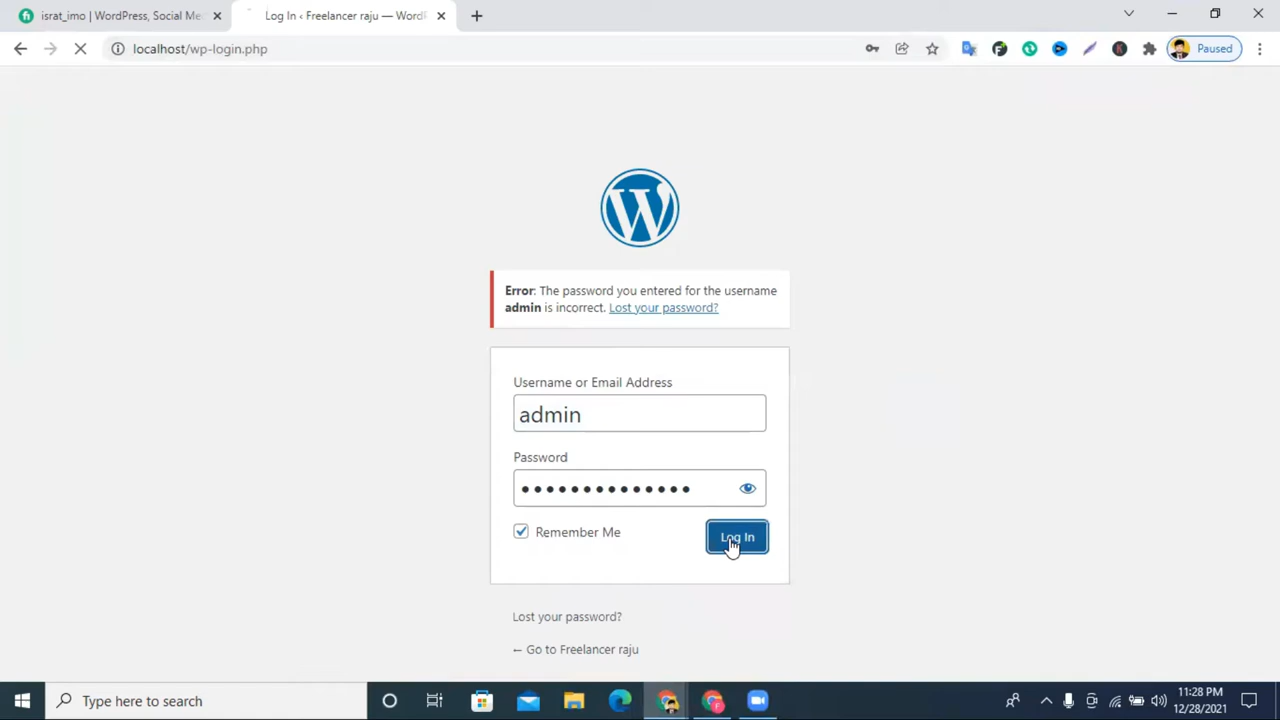 israt_imo | WordPress, Social Me
Log In ‹ Freelancer raju — Word
localhost/wp-login.php
Paused
Error: The password you entered for the username
admin is incorrect. Lost your password?
Username or Email Address
admin
Password
Remember Me
Log In
Lost your password?
← Go to Freelancer raju
Type here to search
11:28 PM
12/28/2021